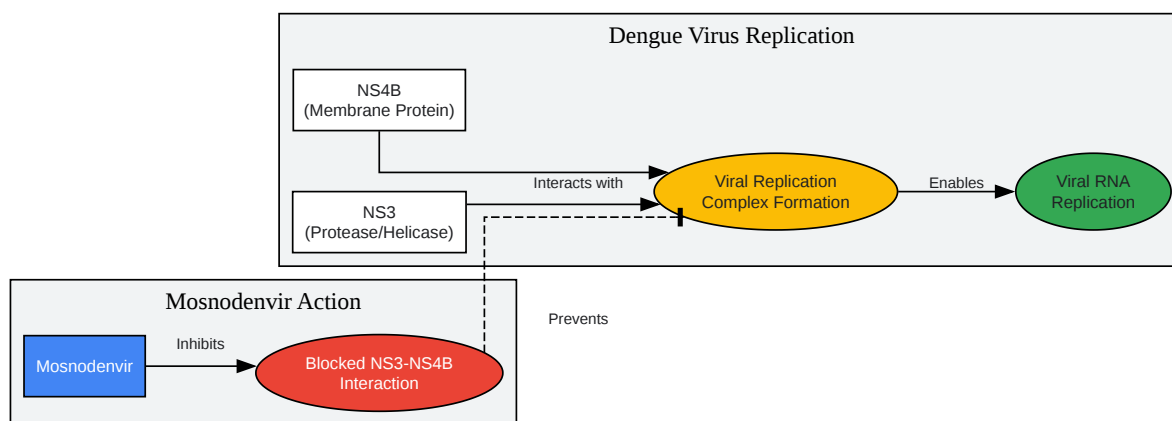 Dengue Virus Replication
NS4B
(Membrane Protein)
Interacts with
NS3
(Protease/Helicase)
Viral Replication
Complex Formation
Enables
Viral RNA
Replication
Mosnodenvir Action
Mosnodenvir
Inhibits
Blocked NS3-NS4B
Interaction
Prevents